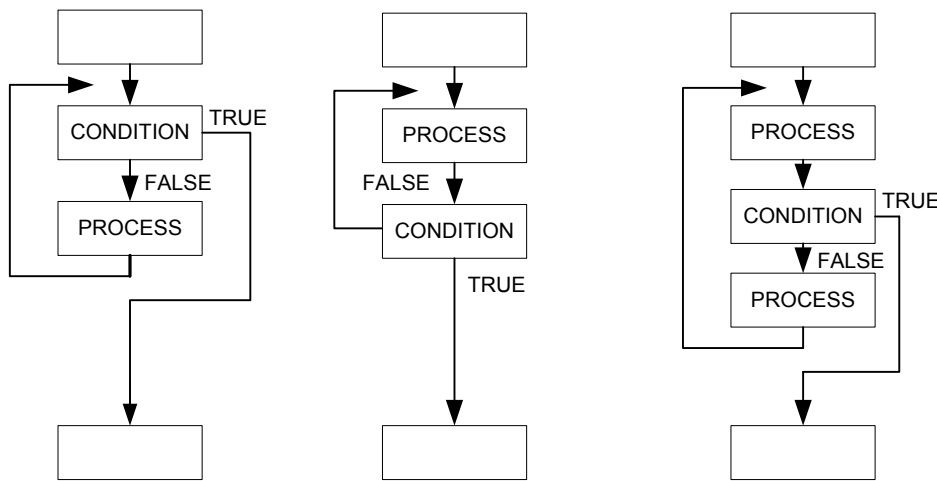 CONDITION
TRUE
FALSE
PROCESS
PROCESS
FALSE
CONDITION
TRUE
PROCESS
CONDITION
TRUE
FALSE
PROCESS